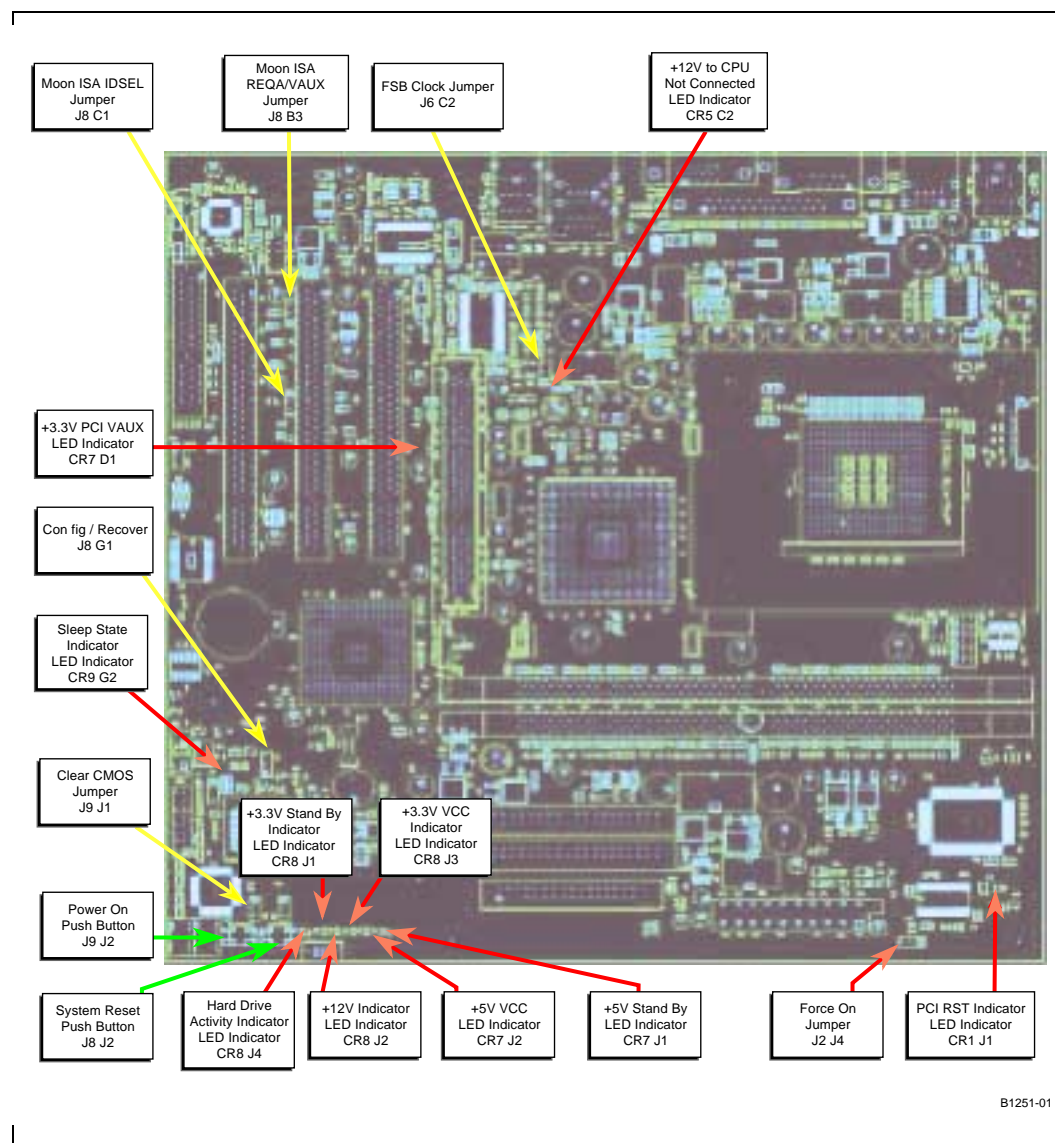 Moon ISA IDSEL
Jumper
J8 C1
Moon ISA
REQA/VAUX
Jumper
J8 B3
FSB Clock Jumper
J6 C2
+12V to CPU
Not Connected
LED Indicator
CR5 C2
+3.3V PCI VAUX
LED Indicator
CR7 D1
Con fig / Recover
J8 G1
Sleep State
Indicator
LED Indicator
CR9 G2
Clear CMOS
Jumper
J9 J1
+3.3V Stand By
Indicator
LED Indicator
CR8 J1
+3.3V VCC
Indicator
LED Indicator
CR8 J3
Power On
Push Button
J9 J2
System Reset
Push Button
J8 J2
Hard Drive
Activity Indicator
LED Indicator
CR8 J4
+12V Indicator
LED Indicator
CR8 J2
+5V VCC
LED Indicator
CR7 J2
+5V Stand By
LED Indicator
CR7 J1
Force On
Jumper
J2 J4
PCI RST Indicator
LED Indicator
CR1 J1
B1251-01